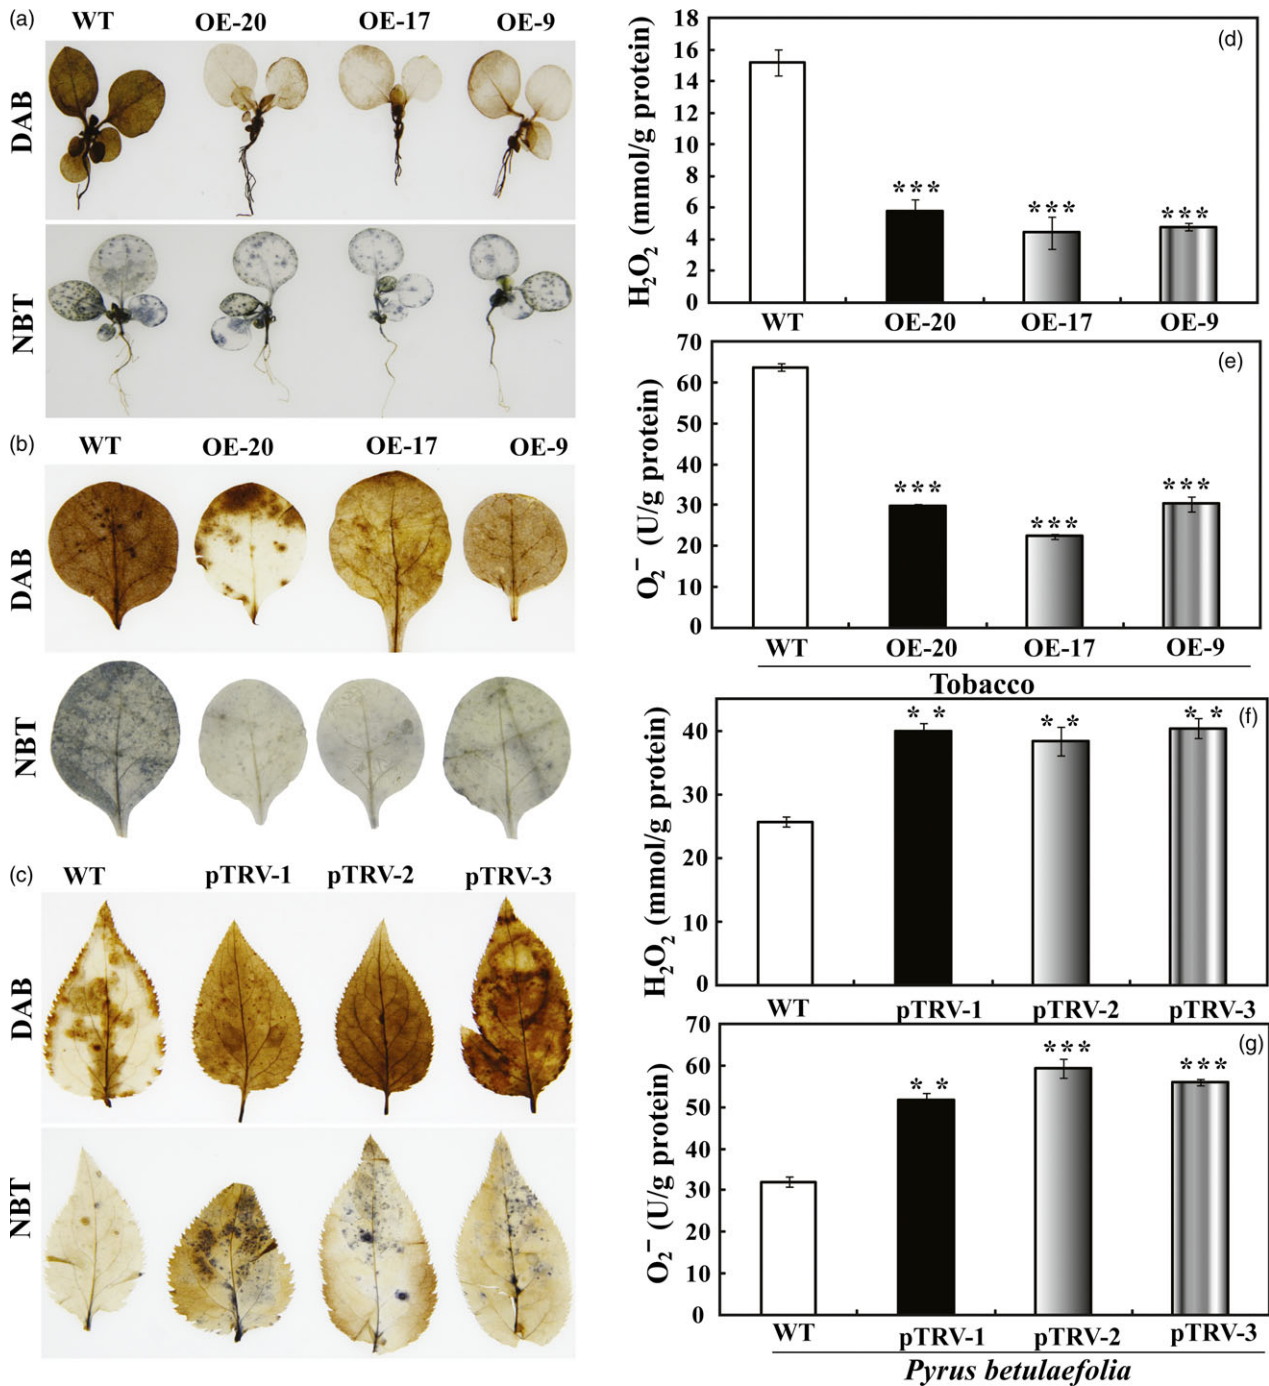 (a) WT OE-20 OE-17 OE-9
DAB
NBT
(b) WT OE-20 OE-17 OE-9
DAB
NBT
(c) WT pTRV-1 pTRV-2 pTRV-3
DAB
NBT
(d)
H₂O₂ (mmol/g protein)
18
16
14
12
10
8
6
4
2
0
*** *** ***
WT OE-20 OE-17 OE-9
(e)
O₂⁻ (U/g protein)
70
60
50
40
30
20
10
0
*** *** ***
WT OE-20 OE-17 OE-9
Tobacco
(f)
H₂O₂ (mmol/g protein)
40
30
20
10
0
** ** **
WT pTRV-1 pTRV-2 pTRV-3
(g)
O₂⁻ (U/g protein)
70
60
50
40
30
20
10
0
** *** ***
WT pTRV-1 pTRV-2 pTRV-3
Pyrus betulaefolia